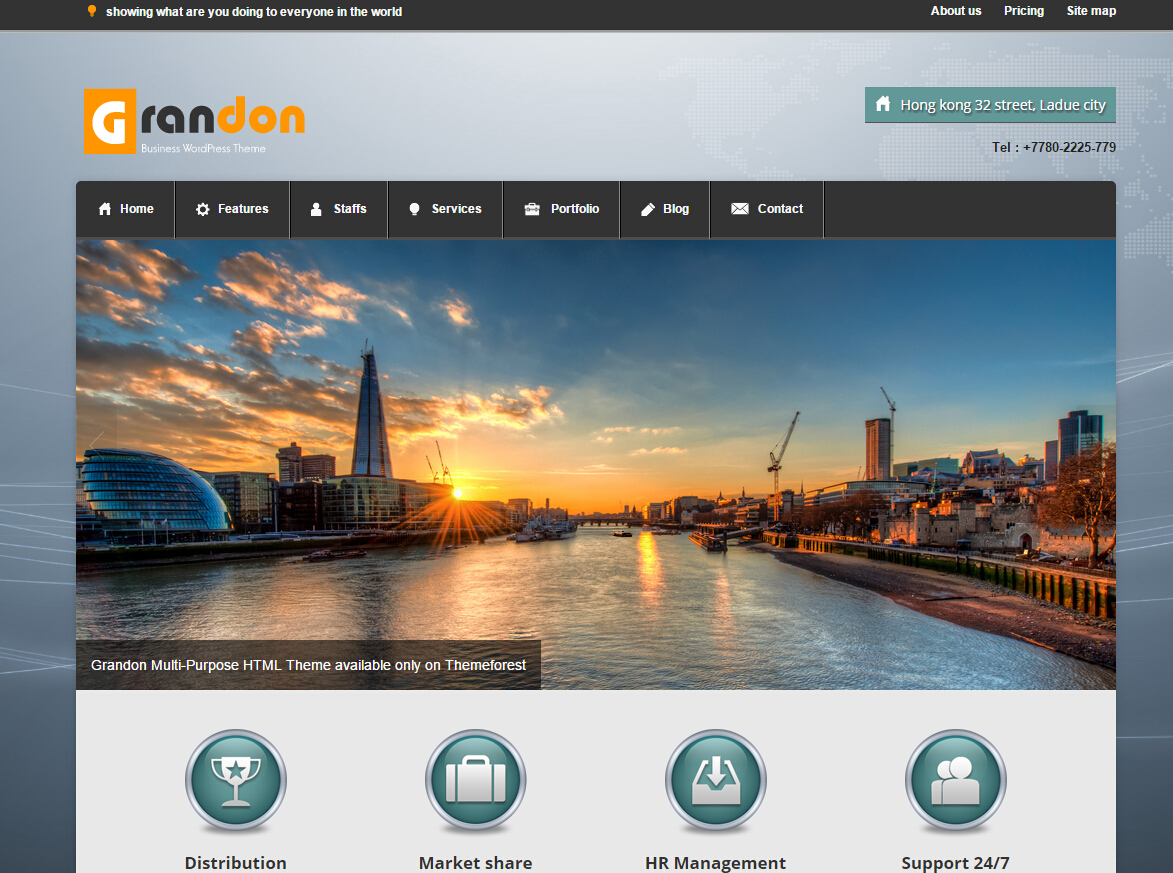 showing what are you doing to everyone in the world
About us Pricing Site map
Grandon
Business WordPress Theme
Hong kong 32 street, Ladue city
Tel : +7780-2225-779
Home Features Staffs Services Portfolio Blog Contact
Grandon Multi-Purpose HTML Theme available only on Themeforest
Distribution Market share HR Management Support 24/7